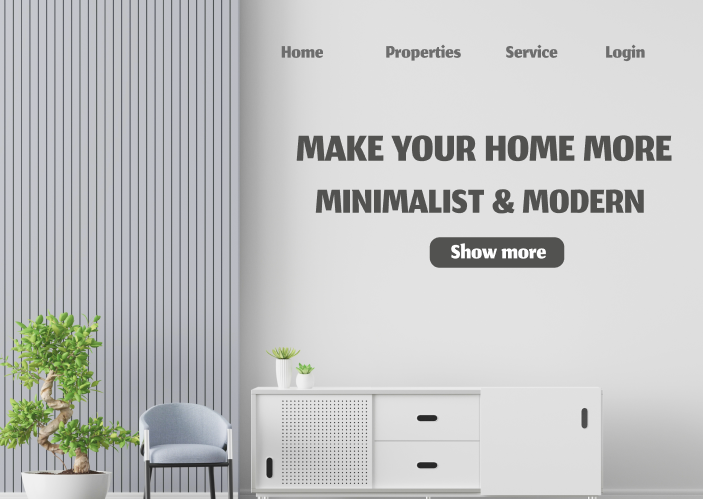 Home Properties Service Login
MAKE YOUR HOME MORE
MINIMALIST & MODERN
Show more